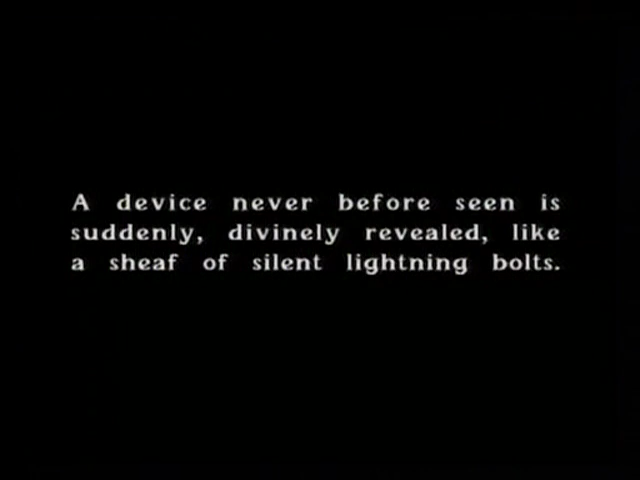 A device never before seen is
suddenly, divinely revealed, like
a sheaf of silent lightning bolts.